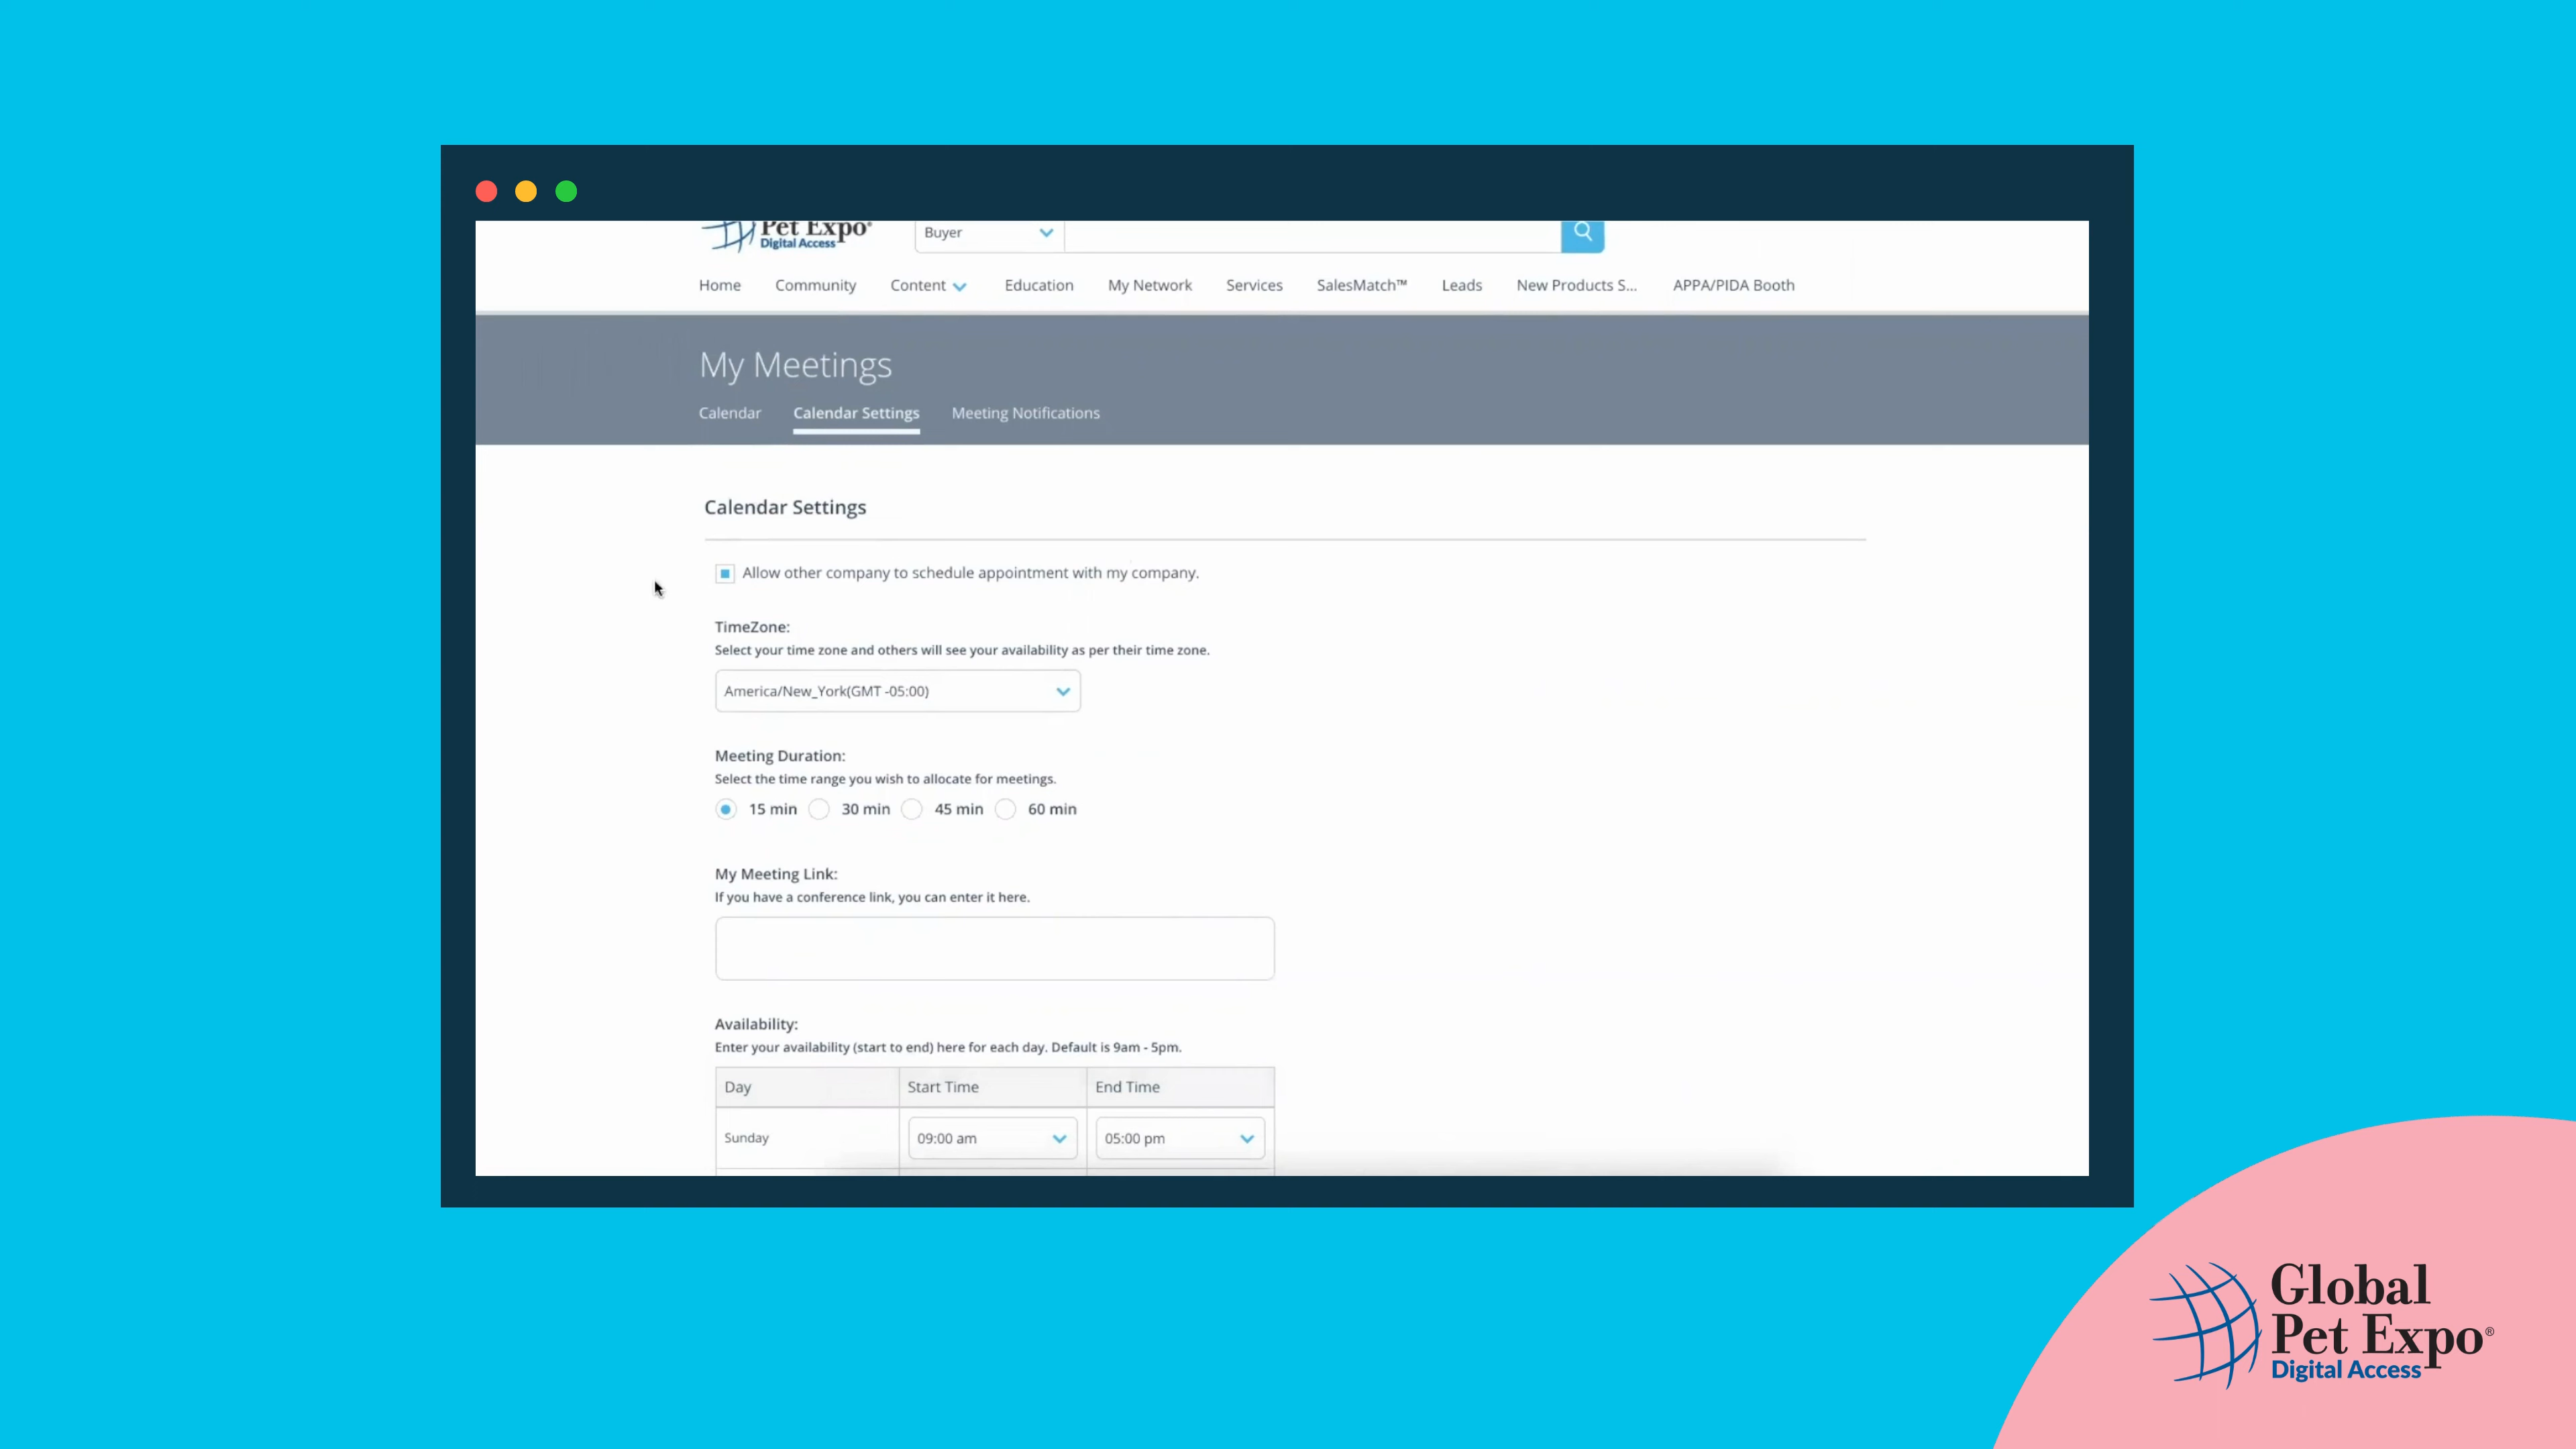 Pet Expo®
Digital Access
Buyer
Home Community Content Education My Network Services SalesMatch™ Leads New Products S... APPA/PIDA Booth
My Meetings
Calendar Calendar Settings Meeting Notifications
Calendar Settings
Allow other company to schedule appointment with my company.
TimeZone:
Select your time zone and others will see your availability as per their time zone.
America/New_York(GMT -05:00)
Meeting Duration:
Select the time range you wish to allocate for meetings.
15 min 30 min 45 min 60 min
My Meeting Link:
If you have a conference link, you can enter it here.
Availability:
Enter your availability (start to end) here for each day. Default is 9am - 5pm.
Day Start Time End Time
Sunday 09:00 am 05:00 pm
Global
Pet Expo®
Digital Access